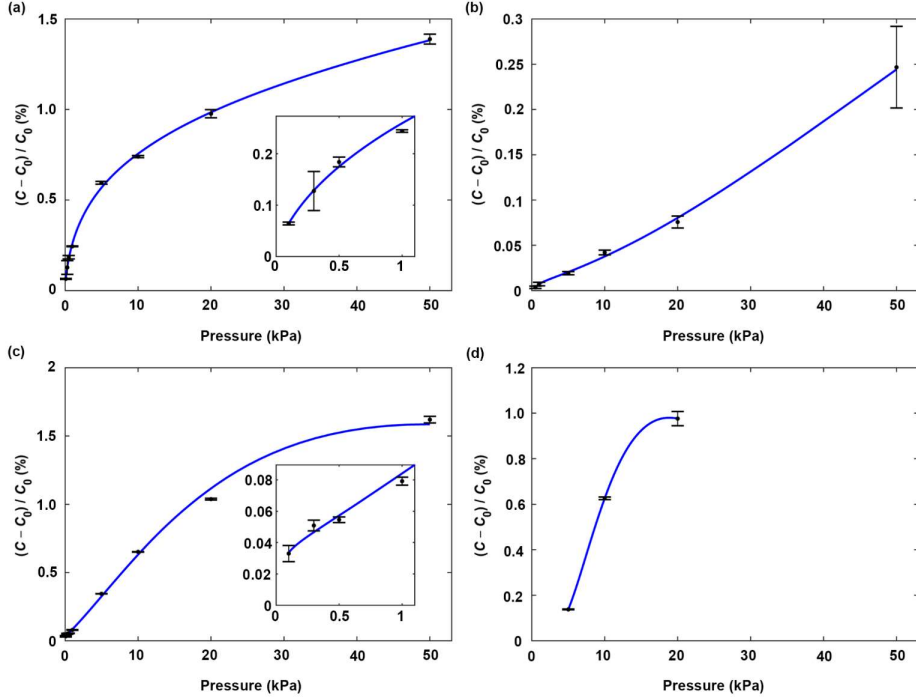 (a)
(C – C0) / C0 (%)
1.5
1.0
0.5
0
0.2
0.1
0
0 0.5 1
0 10 20 30 40 50
Pressure (kPa)
(b)
(C – C0) / C0 (%)
0.3
0.25
0.2
0.15
0.1
0.05
0
0 10 20 30 40 50
Pressure (kPa)
(c)
(C – C0) / C0 (%)
2
1.5
1.0
0.5
0
0.08
0.06
0.04
0.02
0
0 0.5 1
0 10 20 30 40 50
Pressure (kPa)
(d)
(C – C0) / C0 (%)
1.2
1.0
0.8
0.6
0.4
0.2
0
0 10 20 30 40 50
Pressure (kPa)